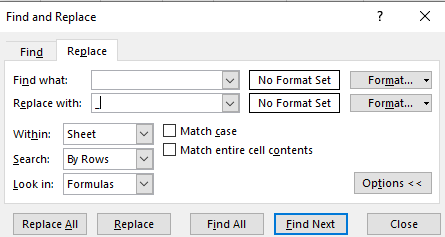 Find and Replace ? ×
Find Replace
Find what: No Format Set Format...
Replace with: _ No Format Set Format...
Within: Sheet Match case
Search: By Rows Match entire cell contents
Look in: Formulas Options <<
Replace All Replace Find All Find Next Close